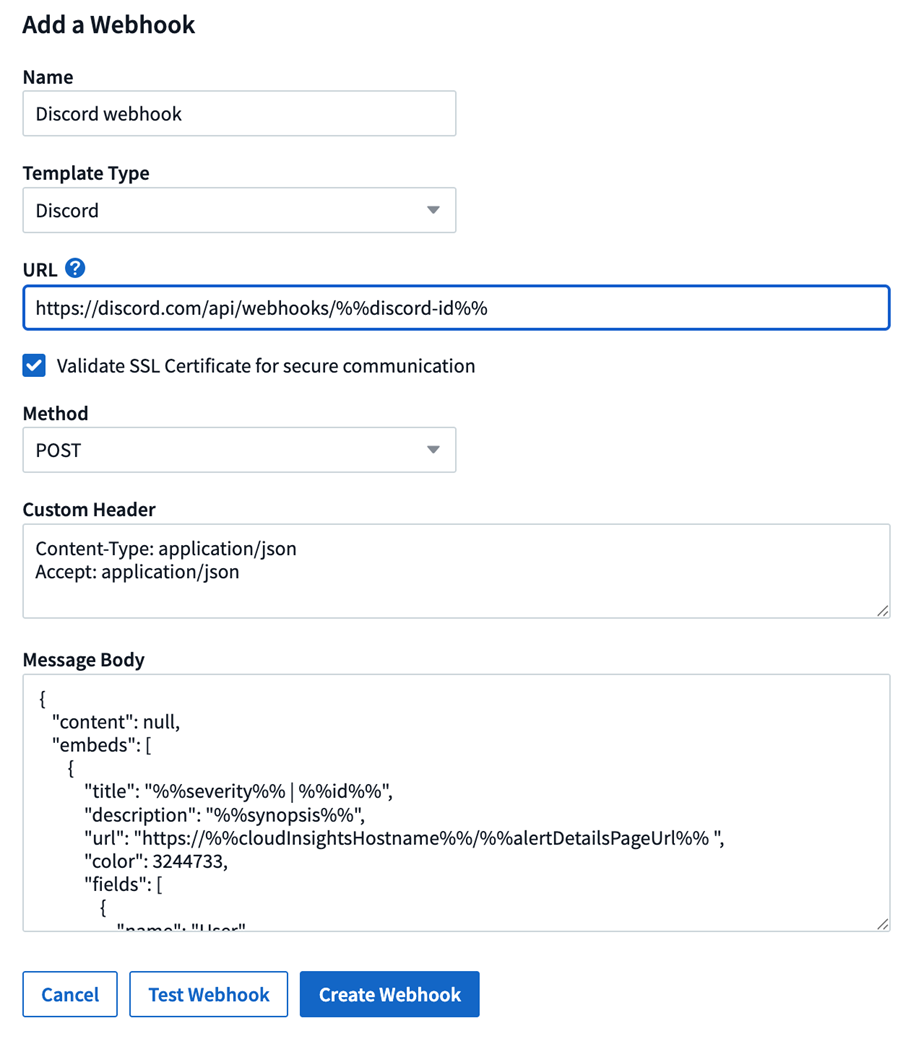 Add a Webhook
Name
Discord webhook
Template Type
Discord
URL ?
https://discord.com/api/webhooks/%%discord-id%%
Validate SSL Certificate for secure communication
Method
POST
Custom Header
Content-Type: application/json
Accept: application/json
Message Body
{
"content": null,
"embeds": [
{
"title": "%%severity%% | %%id%%",
"description": "%%synopsis%%",
"url": "https://%%cloudInsightsHostname%%/%%alertDetailsPageUrl%% ",
"color": 3244733,
"fields": [
{
"name": "User"
Cancel
Test Webhook
Create Webhook